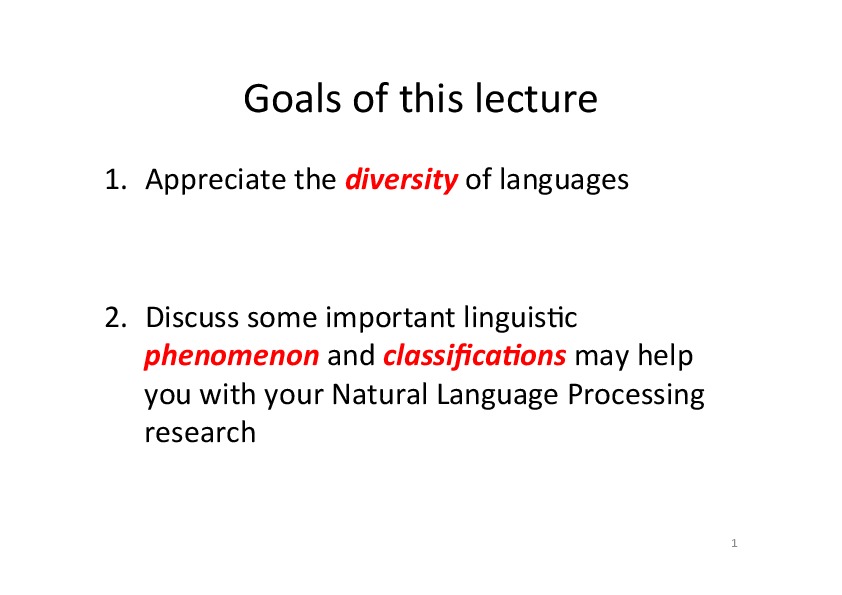 Goals of this lecture
1. Appreciate the diversity of languages
2. Discuss some important linguistic
phenomenon and classifications may help
you with your Natural Language Processing
research
1